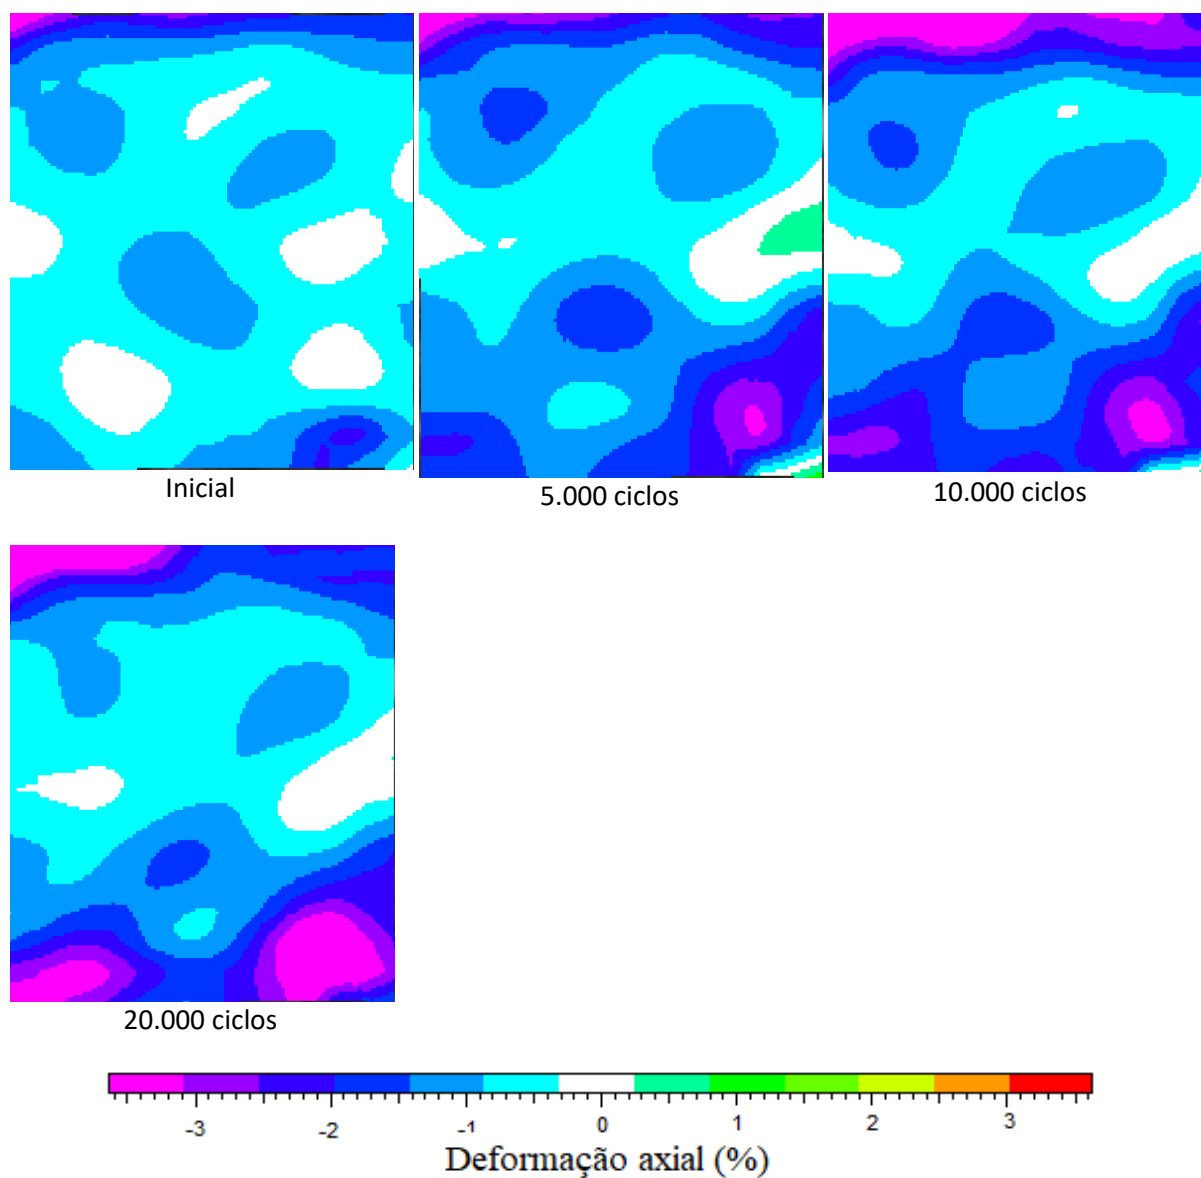 Inicial
5.000 ciclos
10.000 ciclos
20.000 ciclos
-3 -2 -1 0 1 2 3
Deformação axial (%)